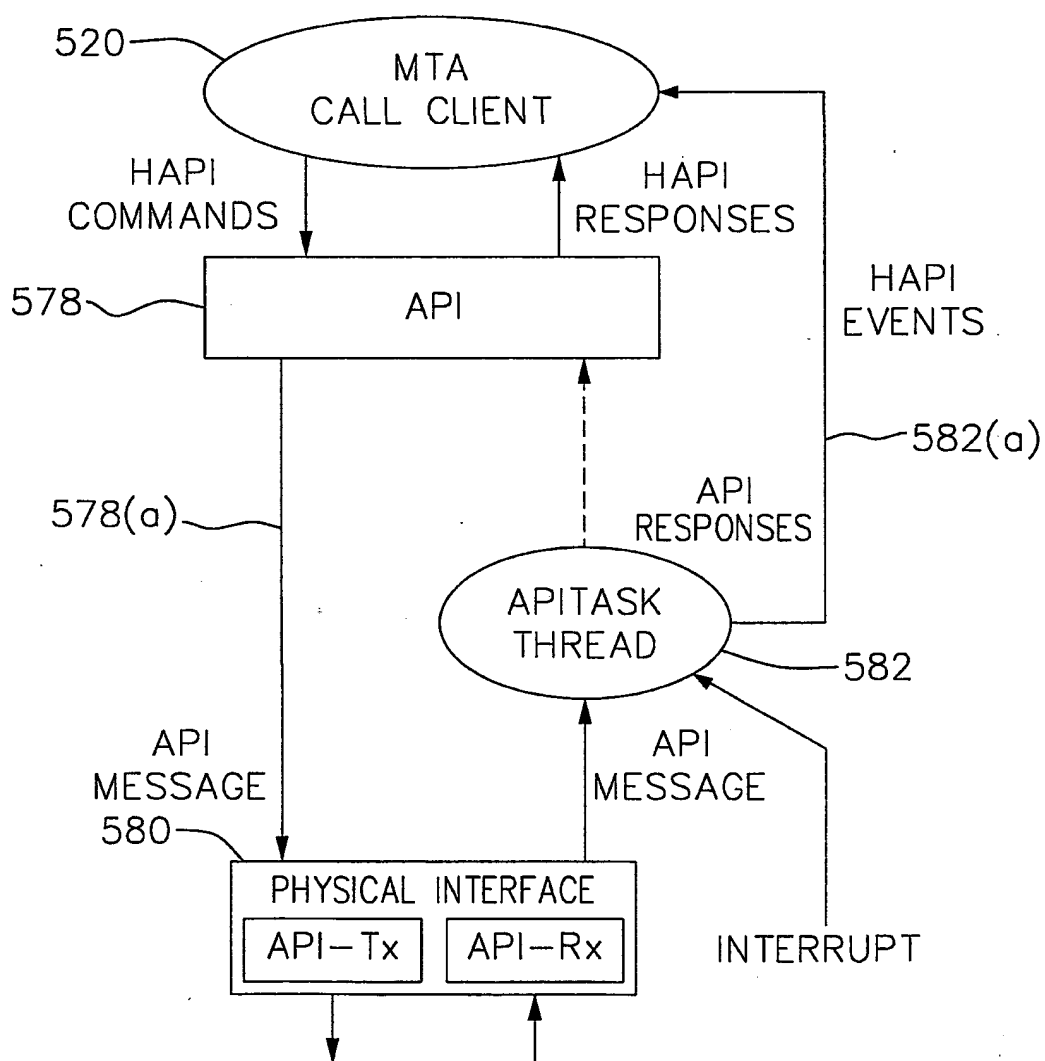 520
MTA
CALL CLIENT
HAPI
COMMANDS
HAPI
RESPONSES
578
API
HAPI
EVENTS
582(a)
578(a)
API
RESPONSES
APITASK
THREAD
582
API
MESSAGE
API
MESSAGE
580
PHYSICAL INTERFACE
API-Tx
API-Rx
INTERRUPT